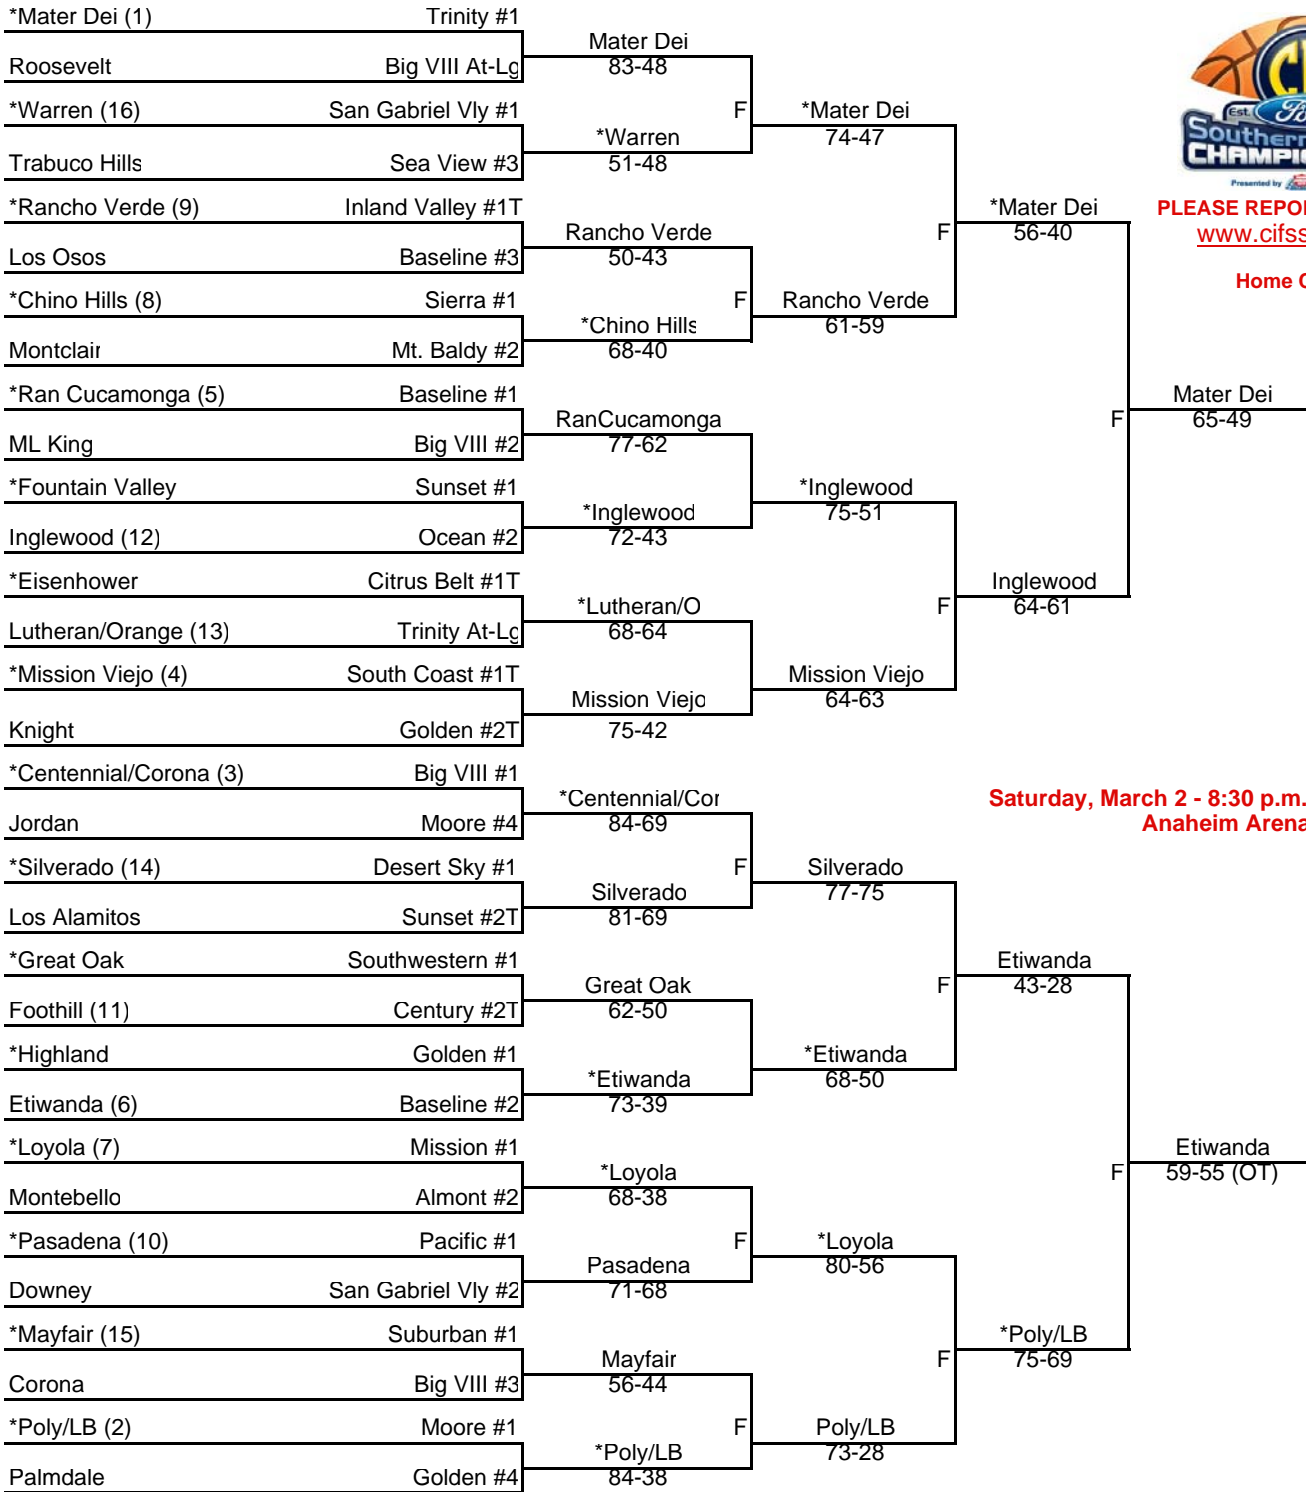 *Mater Dei (1) Trinity #1
Mater Dei
Roosevelt Big VIII At-Lg 83-48
*Warren (16) San Gabriel Vly #1 F *Mater Dei
*Warren 74-47
Trabuco Hills Sea View #3 51-48
*Rancho Verde (9) Inland Valley #1T *Mater Dei
Rancho Verde F 56-40
Los Osos Baseline #3 50-43
*Chino Hills (8) Sierra #1 F Rancho Verde
*Chino Hills 61-59
Montclair Mt. Baldy #2 68-40
*Ran Cucamonga (5) Baseline #1 Mater Dei
RanCucamonga F 65-49
ML King Big VIII #2 77-62
*Fountain Valley Sunset #1 *Inglewood
*Inglewood 75-51
Inglewood (12) Ocean #2 72-43
*Eisenhower Citrus Belt #1T Inglewood
*Lutheran/O F 64-61
Lutheran/Orange (13) Trinity At-Lg 68-64
*Mission Viejo (4) South Coast #1T Mission Viejo
Mission Viejo 64-63
Knight Golden #2T 75-42
*Centennial/Corona (3) Big VIII #1
*Centennial/Cor
Jordan Moore #4 84-69
*Silverado (14) Desert Sky #1 F Silverado
Silverado 77-75
Los Alamitos Sunset #2T 81-69
*Great Oak Southwestern #1 Etiwanda
Great Oak F 43-28
Foothill (11) Century #2T 62-50
*Highland Golden #1 *Etiwanda
*Etiwanda 68-50
Etiwanda (6) Baseline #2 73-39
*Loyola (7) Mission #1 Etiwanda
*Loyola F 59-55 (OT)
Montebello Almont #2 68-38
*Pasadena (10) Pacific #1 F *Loyola
Pasadena 80-56
Downey San Gabriel Vly #2 71-68
*Mayfair (15) Suburban #1 *Poly/LB
Mayfair F 75-69
Corona Big VIII #3 56-44
*Poly/LB (2) Moore #1 F Poly/LB
*Poly/LB 73-28
Palmdale Golden #4 84-38
Est.
Southern
Presented by
PLEASE REPO
www.cifss
Home
Saturday, March 2 - 8:30 p.m.
Anaheim Arena